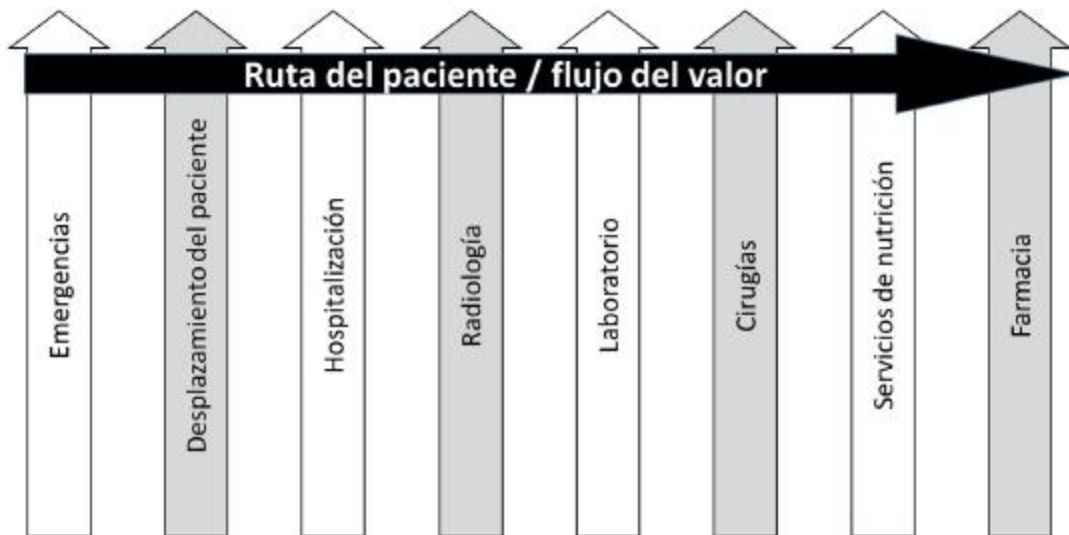 Ruta del paciente / flujo del valor
Emergencias
Desplazamiento del paciente
Hospitalización
Radiología
Laboratorio
Cirugías
Servicios de nutrición
Farmacia